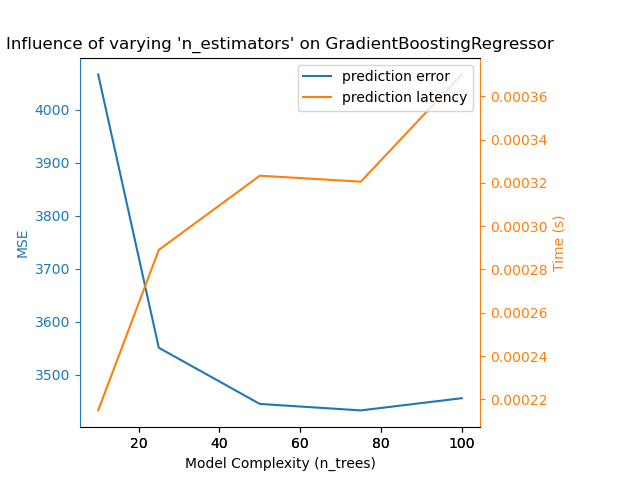 Influence of varying 'n_estimators' on GradientBoostingRegressor
prediction error
prediction latency
4000
3900
3800
3700
3600
3500
MSE
0.00036
0.00034
0.00032
0.00030
0.00028
0.00026
0.00024
0.00022
Time (s)
20 40 60 80 100
Model Complexity (n_trees)